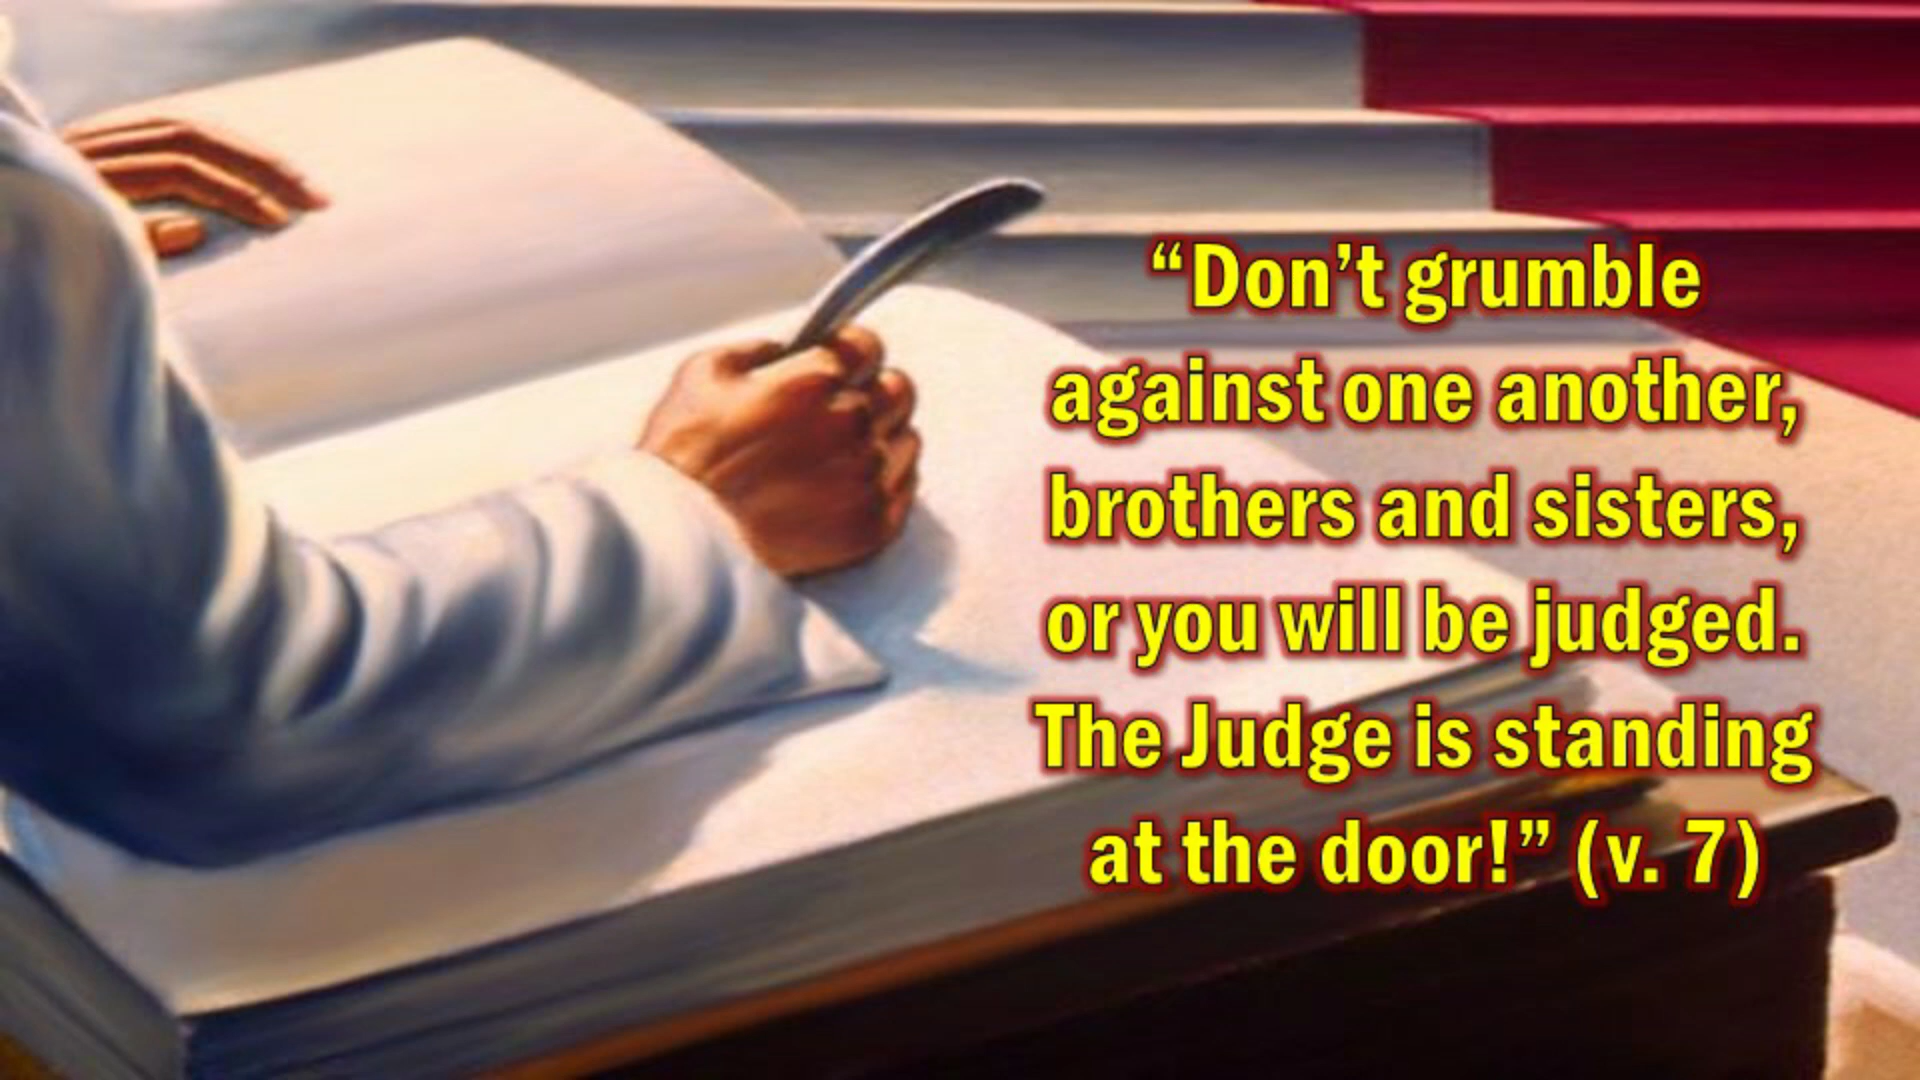 “Don’t grumble
against one another,
brothers and sisters,
or you will be judged.
The Judge is standing
at the door!” (v. 7)